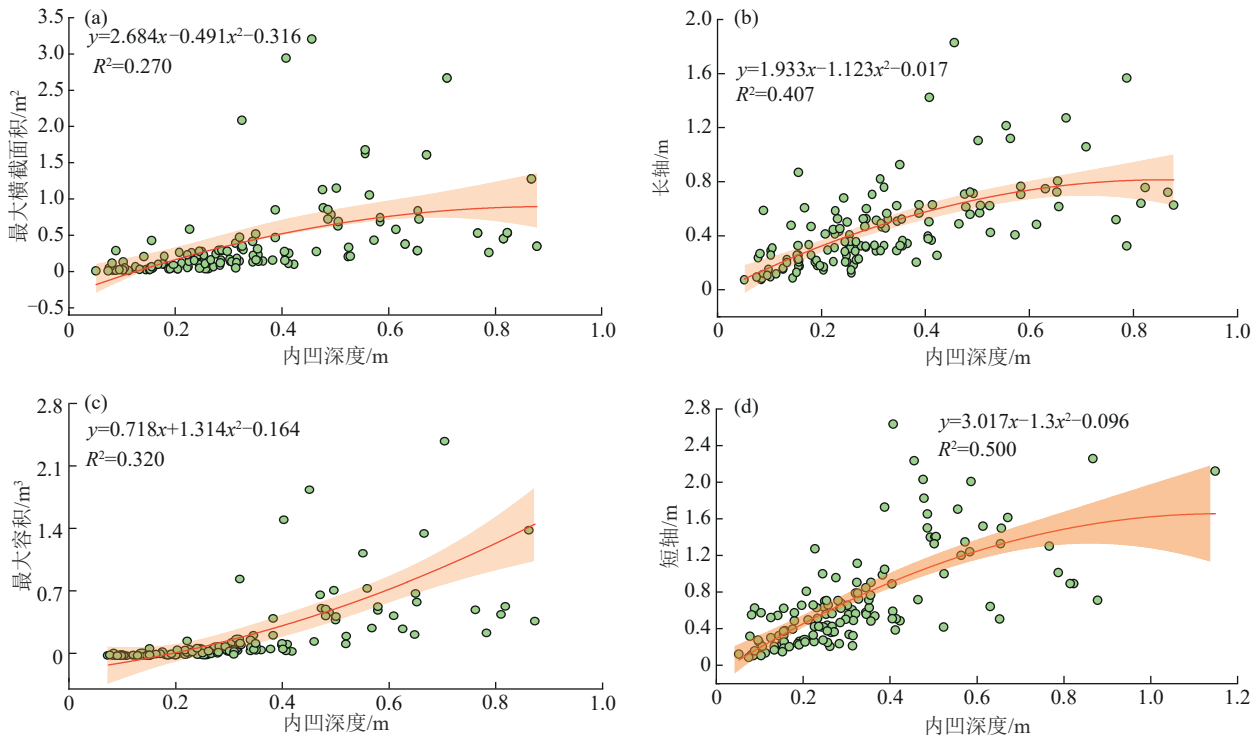 (a)
y=2.684x−0.491x²−0.316
R²=0.270
3.5
3.0
2.5
2.0
1.5
1.0
0.5
0
−0.5
最大横截面积/m²
0 0.2 0.4 0.6 0.8 1.0
内凹深度/m
(b)
y=1.933x−1.123x²−0.017
R²=0.407
2.0
1.6
1.2
0.8
0.4
0
长轴/m
0 0.2 0.4 0.6 0.8 1.0
内凹深度/m
(c)
y=0.718x+1.314x²−0.164
R²=0.320
2.8
2.1
1.4
0.7
0
最大容积/m³
0 0.2 0.4 0.6 0.8 1.0
内凹深度/m
(d)
y=3.017x−1.3x²−0.096
R²=0.500
2.8
2.4
2.0
1.6
1.2
0.8
0.4
0
短轴/m
0 0.2 0.4 0.6 0.8 1.0 1.2
内凹深度/m